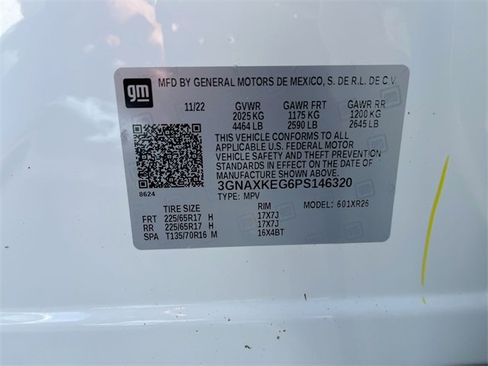 gm
MFD BY GENERAL MOTORS DE MEXICO, S. DE R.L. DE C.V.
11/22 GVWR GAWR FRT GAWR RR
2025 KG 1175 KG 1200 KG
4464 LB 2590 LB 2645 LB
THIS VEHICLE CONFORMS TO ALL
APPLICABLE U.S. FEDERAL MOTOR
VEHICLE SAFETY STANDARDS IN
EFFECT ON THE DATE OF
MANUFACTURE SHOWN ABOVE.
3GNAXKEG6PS146320
8624
TYPE: MPV MODEL: 601XR26
TIRE SIZE RIM
FRT 225/65R17 H 17X7J
RR 225/65R17 H 17X7J
SPA T135/70R16 M 16X4BT